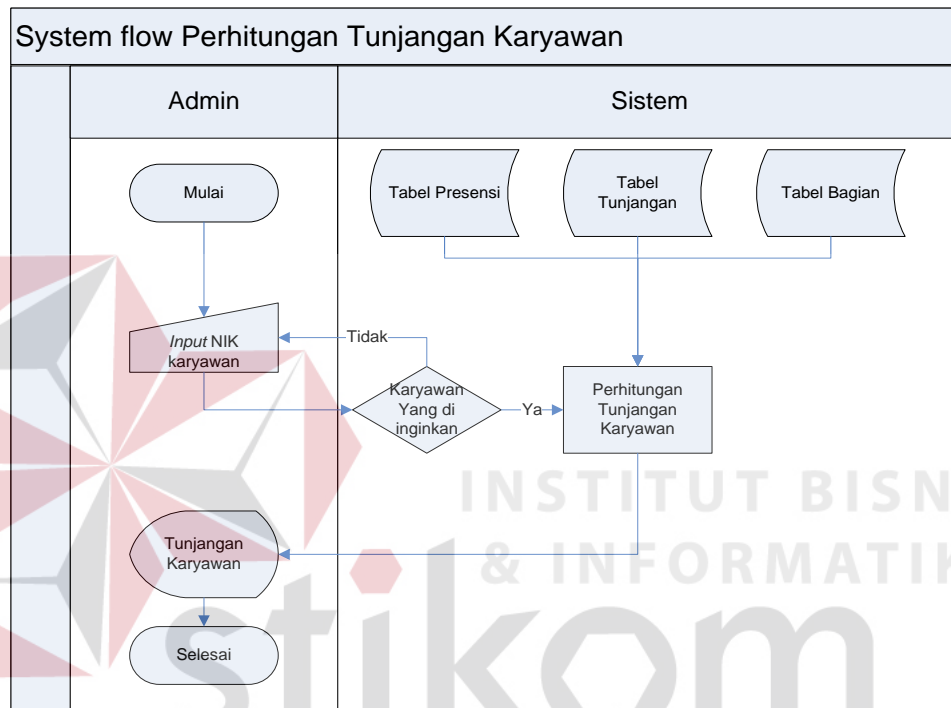 System flow Perhitungan Tunjangan Karyawan
Admin
Sistem
Mulai
Tabel Presensi
Tabel
Tunjangan
Tabel Bagian
Input NIK
karyawan
Tidak
Karyawan
Yang di
inginkan
Ya
Perhitungan
Tunjangan
Karyawan
Tunjangan
Karyawan
Selesai
INSTITUT BISN
& INFORMATIK
stikom